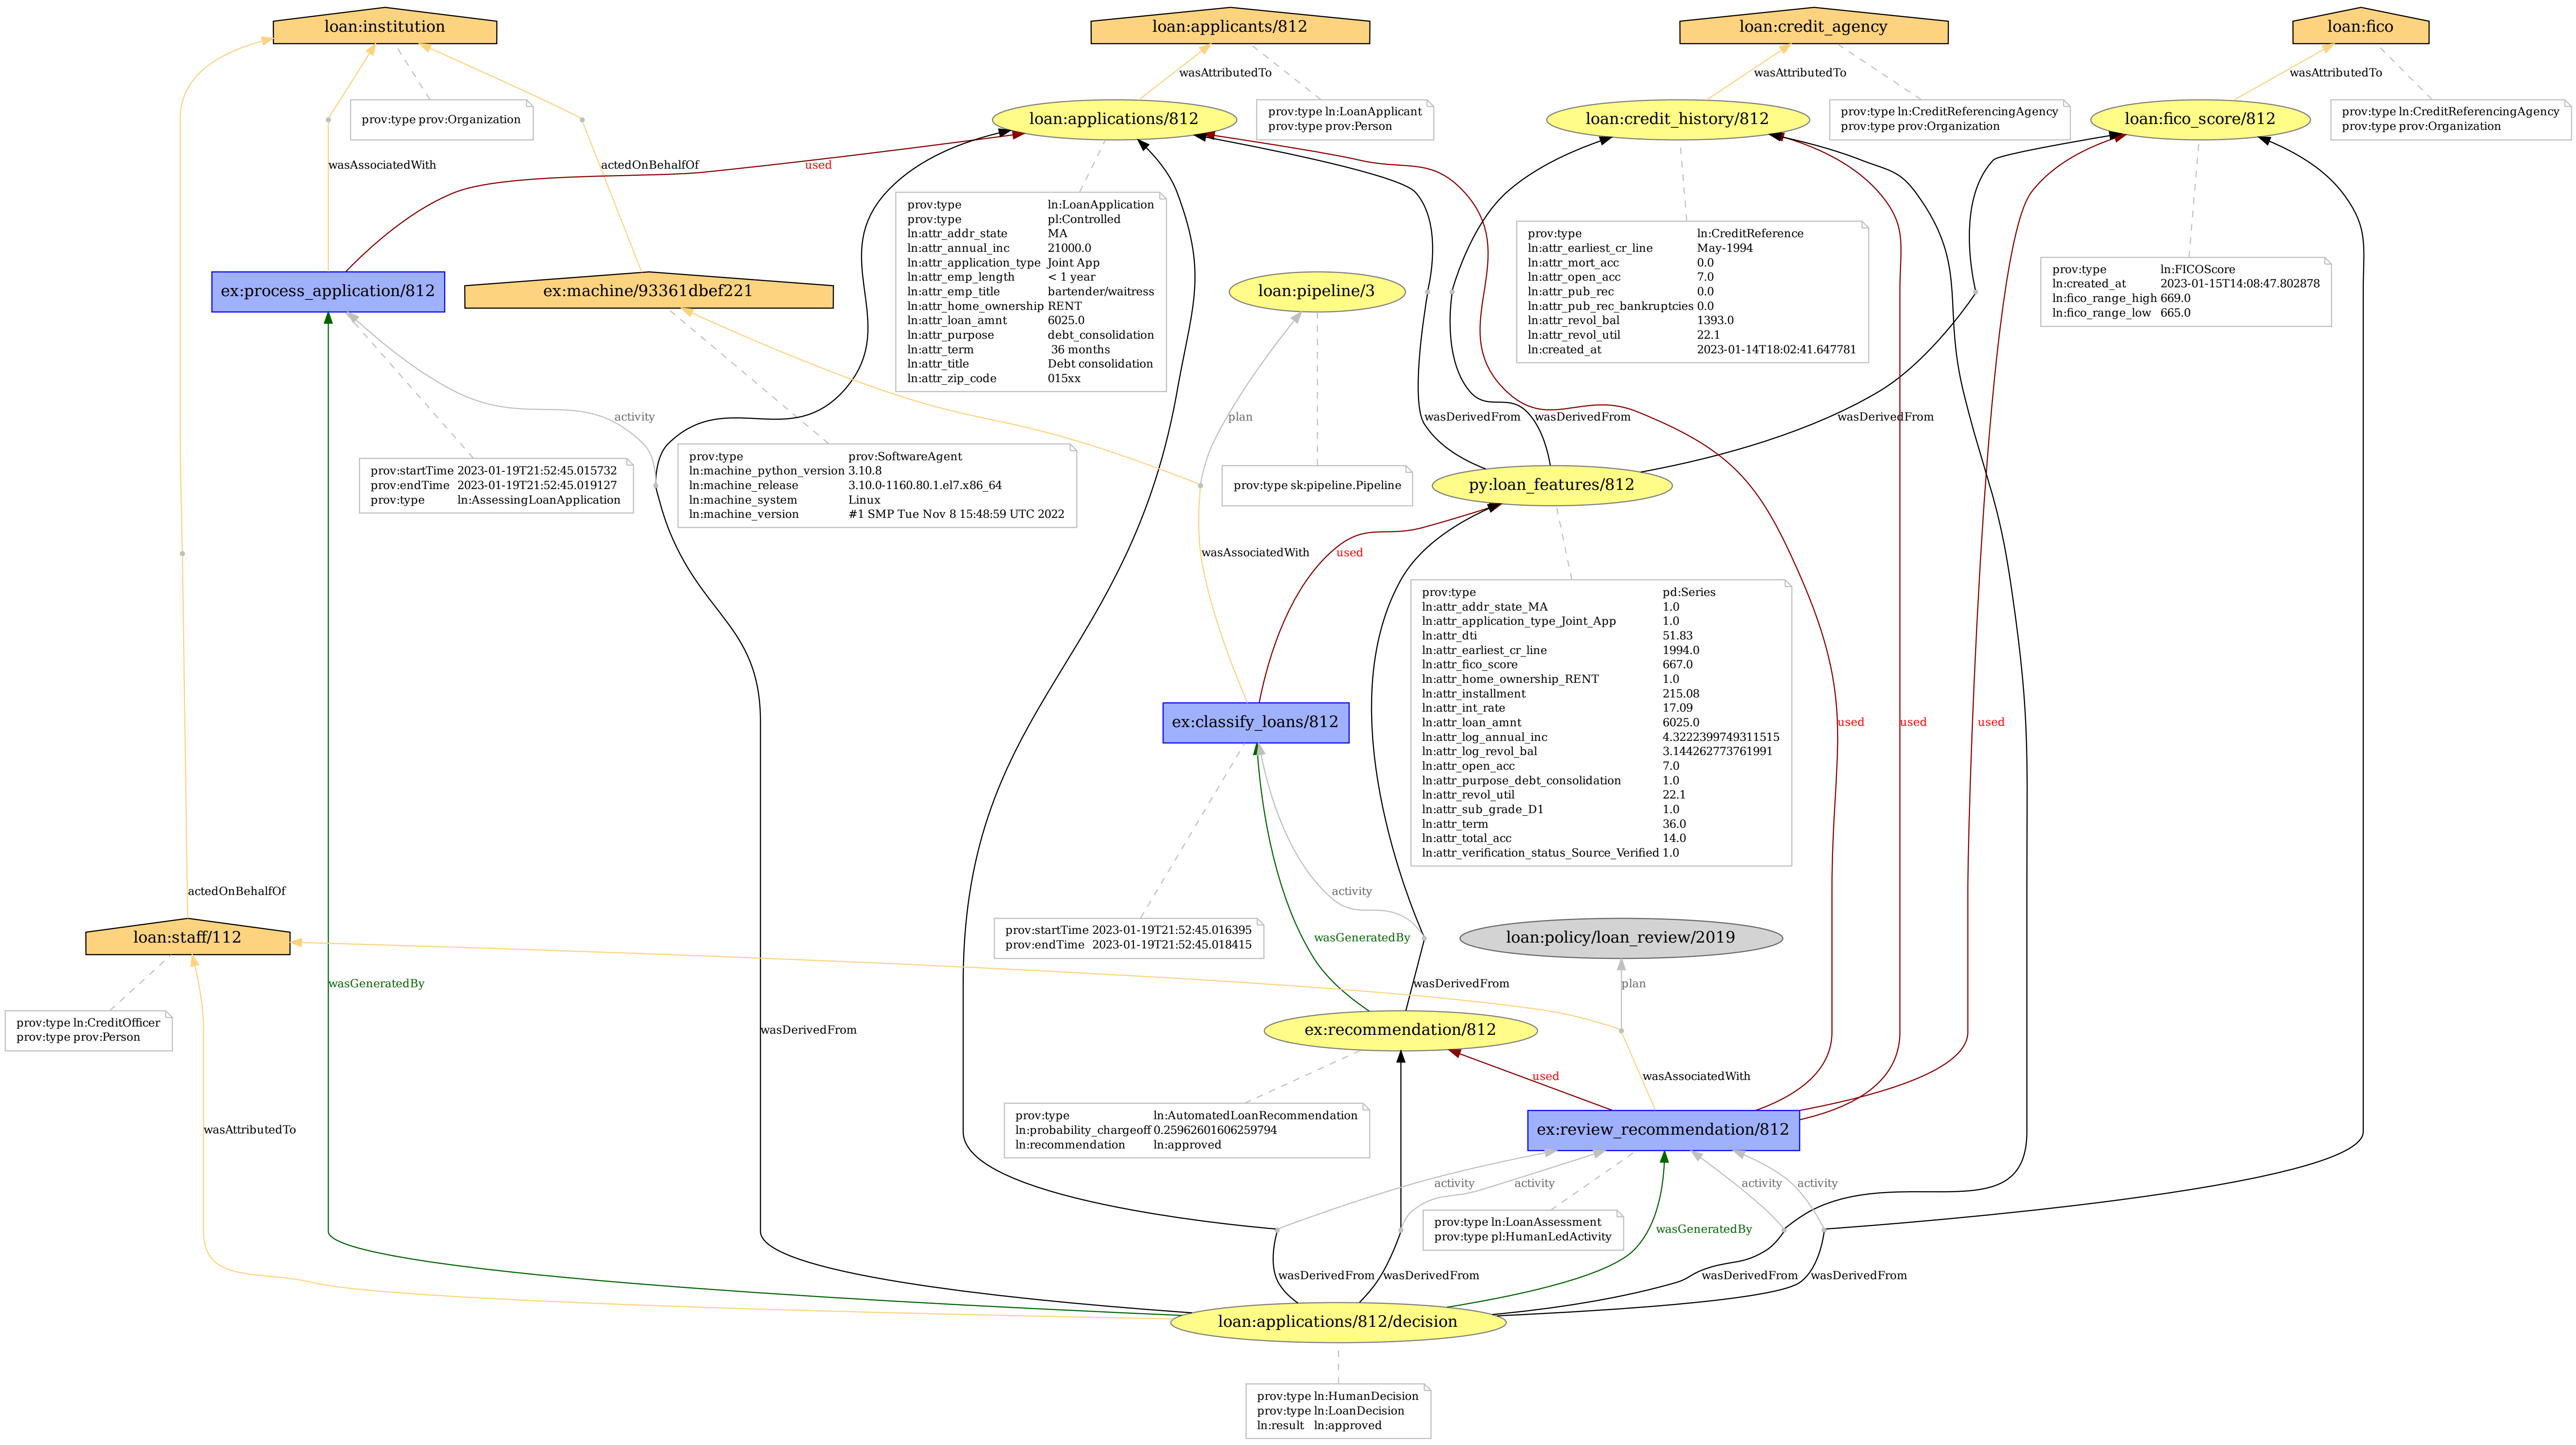 loan:institution
loan:applicants/812
loan:credit_agency
loan:fico
wasAttributedTo
wasAttributedTo
wasAttributedTo
prov:type prov:Organization
loan:applications/812
prov:type ln:LoanApplicant
prov:type prov:Person
loan:credit_history/812
prov:type ln:CreditReferencingAgency
prov:type prov:Organization
loan:fico_score/812
prov:type ln:CreditReferencingAgency
prov:type prov:Organization
wasAssociatedWith
actedOnBehalfOf
used
prov:type ln:LoanApplication
prov:type pl:Controlled
ln:attr_addr_state MA
ln:attr_annual_inc 21000.0
ln:attr_application_type Joint App
ln:attr_emp_length < 1 year
ln:attr_emp_title bartender/waitress
ln:attr_home_ownership RENT
ln:attr_loan_amnt 6025.0
ln:attr_purpose debt_consolidation
ln:attr_term 36 months
ln:attr_title Debt consolidation
ln:attr_zip_code 015xx
prov:type ln:CreditReference
ln:attr_earliest_cr_line May-1994
ln:attr_mort_acc 0.0
ln:attr_open_acc 7.0
ln:attr_pub_rec 0.0
ln:attr_pub_rec_bankruptcies 0.0
ln:attr_revol_bal 1393.0
ln:attr_revol_util 22.1
ln:created_at 2023-01-14T18:02:41.647781
prov:type ln:FICOScore
ln:created_at 2023-01-15T14:08:47.802878
ln:fico_range_high 669.0
ln:fico_range_low 665.0
ex:process_application/812
ex:machine/93361dbef221
loan:pipeline/3
activity
plan
wasDerivedFrom
wasDerivedFrom
wasDerivedFrom
prov:startTime 2023-01-19T21:52:45.015732
prov:endTime 2023-01-19T21:52:45.019127
prov:type ln:AssessingLoanApplication
prov:type prov:SoftwareAgent
ln:machine_python_version 3.10.8
ln:machine_release 3.10.0-1160.80.1.el7.x86_64
ln:machine_system Linux
ln:machine_version #1 SMP Tue Nov 8 15:48:59 UTC 2022
prov:type sk:pipeline.Pipeline
py:loan_features/812
wasAssociatedWith
used
prov:type pd:Series
ln:attr_addr_state_MA 1.0
ln:attr_application_type_Joint_App 1.0
ln:attr_dti 51.83
ln:attr_earliest_cr_line 1994.0
ln:attr_fico_score 667.0
ln:attr_home_ownership_RENT 1.0
ln:attr_installment 215.08
ln:attr_int_rate 17.09
ln:attr_loan_amnt 6025.0
ln:attr_log_annual_inc 4.3222399749311515
ln:attr_log_revol_bal 3.144262773761991
ln:attr_open_acc 7.0
ln:attr_purpose_debt_consolidation 1.0
ln:attr_revol_util 22.1
ln:attr_sub_grade_D1 1.0
ln:attr_term 36.0
ln:attr_total_acc 14.0
ln:attr_verification_status_Source_Verified 1.0
ex:classify_loans/812
used
used
used
actedOnBehalfOf
activity
loan:staff/112
prov:startTime 2023-01-19T21:52:45.016395
prov:endTime 2023-01-19T21:52:45.018415
wasGeneratedBy
loan:policy/loan_review/2019
wasGeneratedBy
wasDerivedFrom
plan
prov:type ln:CreditOfficer
prov:type prov:Person
wasDerivedFrom
ex:recommendation/812
used
wasAssociatedWith
wasAttributedTo
prov:type ln:AutomatedLoanRecommendation
ln:probability_chargeoff 0.25962601606259794
ln:recommendation ln:approved
ex:review_recommendation/812
activity
activity
activity
activity
prov:type ln:LoanAssessment
prov:type pl:HumanLedActivity
wasGeneratedBy
wasDerivedFrom
wasDerivedFrom
wasDerivedFrom
wasDerivedFrom
loan:applications/812/decision
prov:type ln:HumanDecision
prov:type ln:LoanDecision
ln:result ln:approved